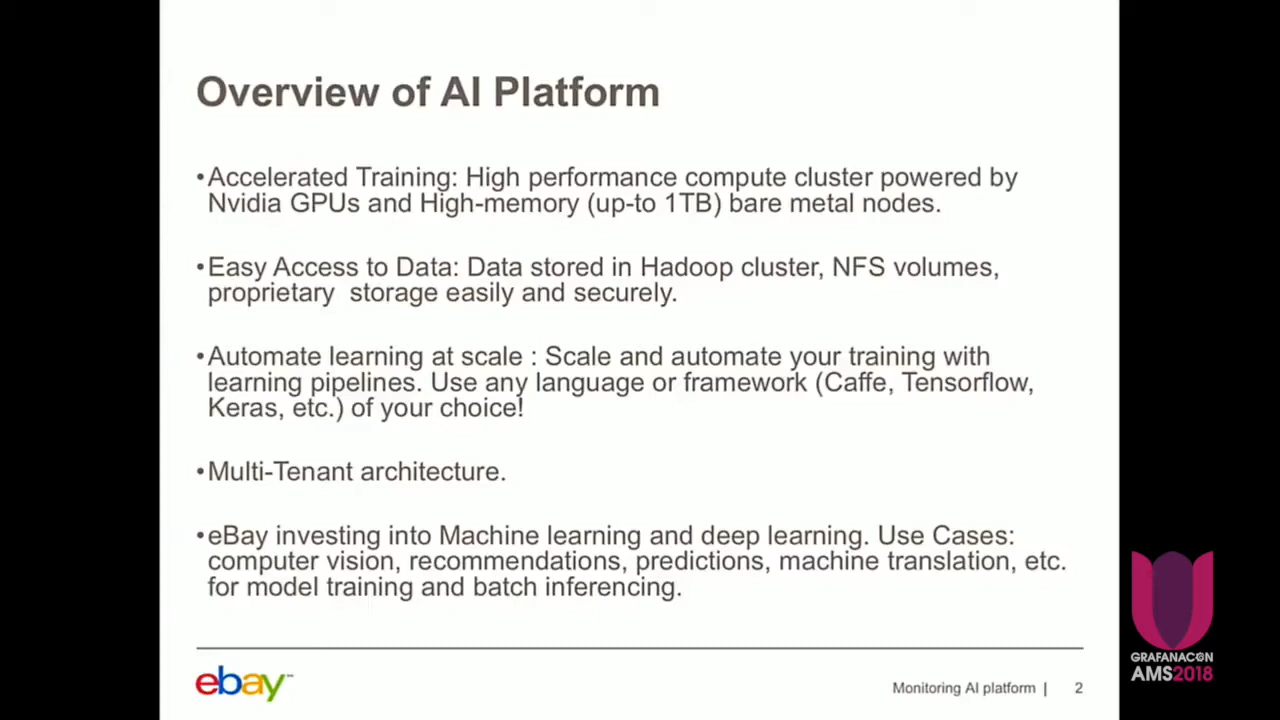 Overview of AI Platform
•Accelerated Training: High performance compute cluster powered by
Nvidia GPUs and High-memory (up-to 1TB) bare metal nodes.
•Easy Access to Data: Data stored in Hadoop cluster, NFS volumes,
proprietary  storage easily and securely.
•Automate learning at scale : Scale and automate your training with
learning pipelines. Use any language or framework (Caffe, Tensorflow,
Keras, etc.) of your choice!
•Multi-Tenant architecture.
•eBay investing into Machine learning and deep learning. Use Cases:
computer vision, recommendations, predictions, machine translation, etc.
for model training and batch inferencing.
ebay™
Monitoring AI platform | 2
GRAFANACON
AMS2018